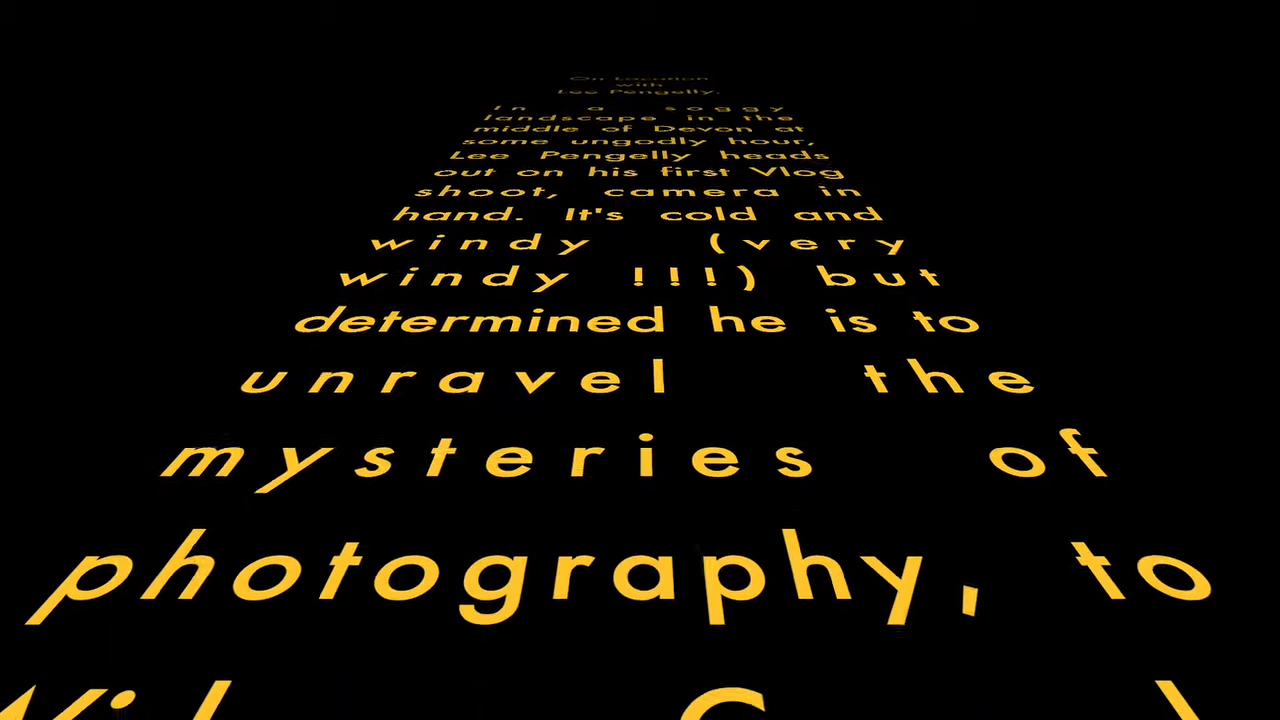 On Location
with
Lee Pengelly.
In a soggy
landscape in the
middle of Devon at
some ungodly hour,
Lee Pengelly heads
out on his first Vlog
shoot, camera in
hand. It's cold and
windy (very
windy !!!) but
determined he is to
unravel the
mysteries of
photography, to